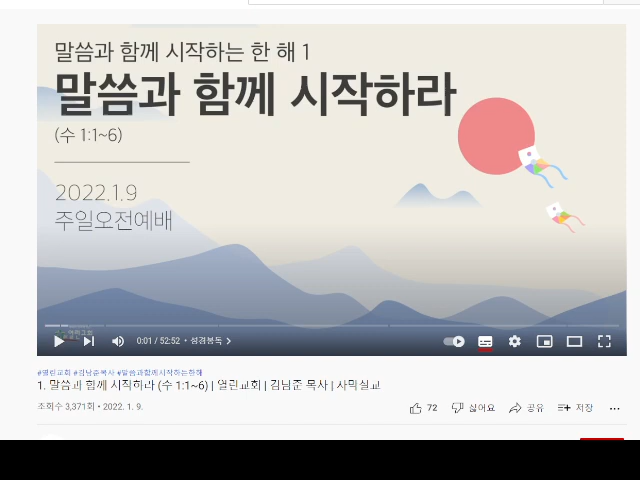 말씀과 함께 시작하는 한 해 1
말씀과 함께 시작하라
(수 1:1~6)
2022.1.9
주일오전예배
열린교회
0:01 / 52:52 • 성경봉독
#열린교회 #김남준목사 #말씀과함께시작하는한해
1. 말씀과 함께 시작하라 (수 1:1~6) | 열린교회 | 김남준 목사 | 사역설교
조회수 3,371회 • 2022. 1. 9.
72 싫어요 공유 저장